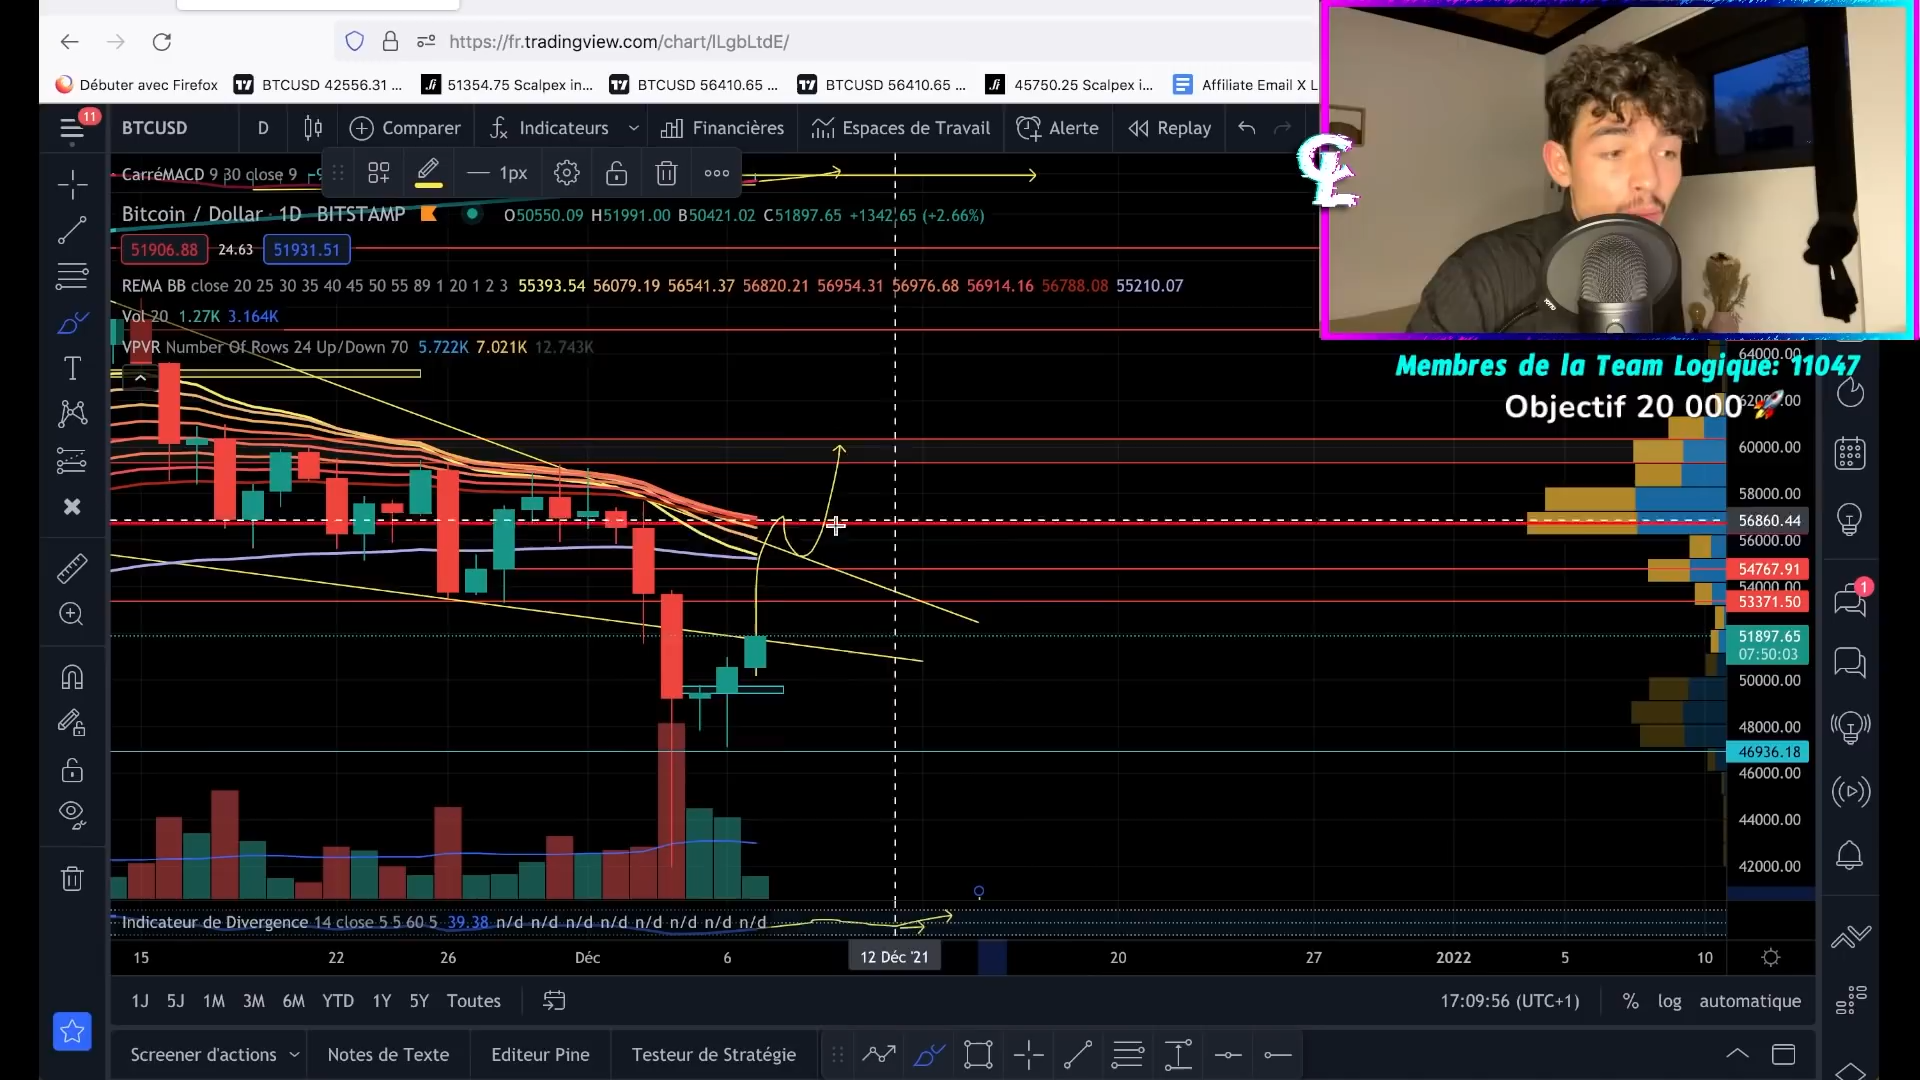 https://fr.tradingview.com/chart/lLgbLtdE/
Débuter avec Firefox
BTCUSD 42556.31 ...
51354.75 Scalpex in...
BTCUSD 56410.65 ...
BTCUSD 56410.65 ...
45750.25 Scalpex i...
Affiliate Email X L
11
BTCUSD
D
Comparer
Indicateurs
Financières
Espaces de Travail
Alerte
Replay
CarréMACD 9 30 close 9
1px
Bitcoin / Dollar · 1D BITSTAMP O50550.09 H51991.00 B50421.02 C51897.65 +1342.65 (+2.66%)
51906.88 24.63 51931.51
REMA BB close 20 25 30 35 40 45 50 55 89 1 20 1 2 3 55393.54 56079.19 56541.37 56820.21 56954.31 56976.68 56914.16 56788.08 55210.07
Vol 20 1.27K 3.164K
VPVR Number Of Rows 24 Up/Down 70 5.722K 7.021K 12.743K
CL
Membres de la Team Logique: 11047
Objectif 20 000 🚀
64000.00
60000.00
58000.00
56860.44
56000.00
54767.91
54000.00
53371.50
51897.65
07:50:03
50000.00
48000.00
46936.18
46000.00
44000.00
42000.00
1
Indicateur de Divergence 14 close 5 5 60 5 39.38 n/d n/d n/d n/d n/d n/d n/d n/d
15
22
26
Déc
6
12 Déc '21
20
27
2022
5
10
1J 5J 1M 3M 6M YTD 1Y 5Y Toutes
17:09:56 (UTC+1)
% log automatique
Screener d'actions
Notes de Texte
Editeur Pine
Testeur de Stratégie